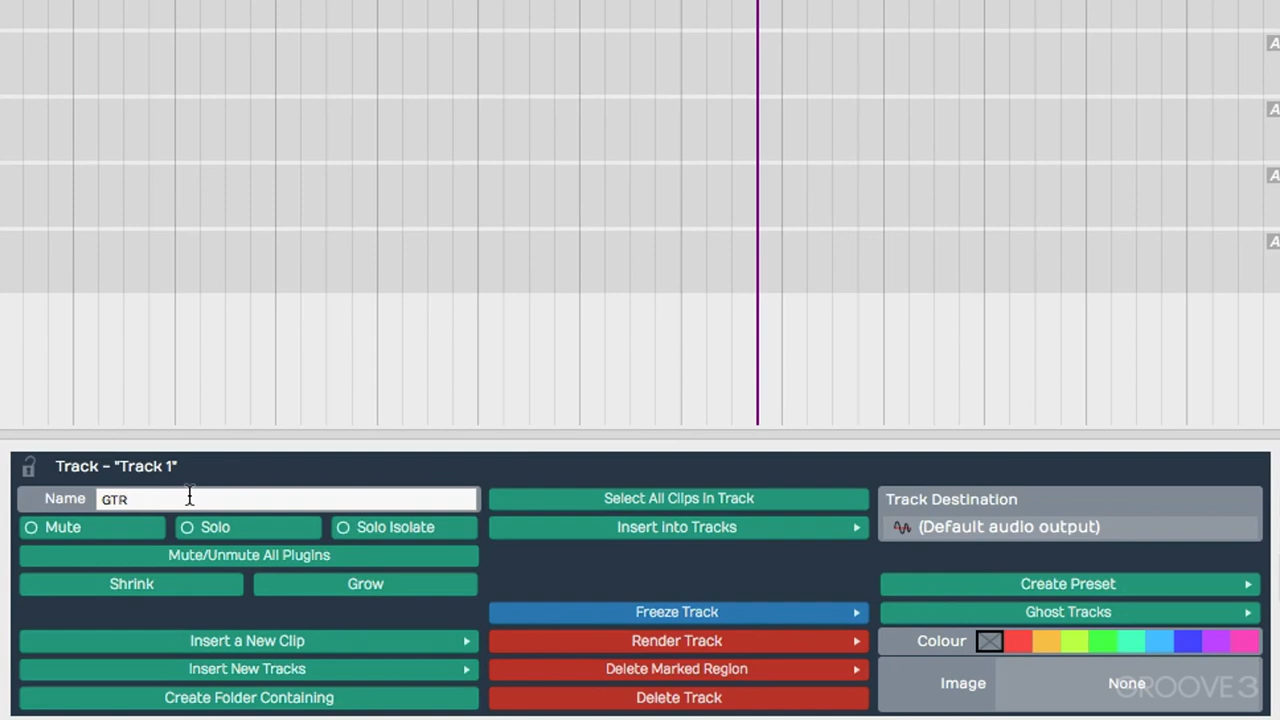 A
A
A
A
Track - "Track 1"
Name GTR
Mute Solo Solo Isolate
Mute/Unmute All Plugins
Shrink Grow
Insert a New Clip
Insert New Tracks
Create Folder Containing
Select All Clips In Track
Insert Into Tracks
Freeze Track
Render Track
Delete Marked Region
Delete Track
Track Destination
(Default audio output)
Create Preset
Ghost Tracks
Colour
Image None
GROOVE 3